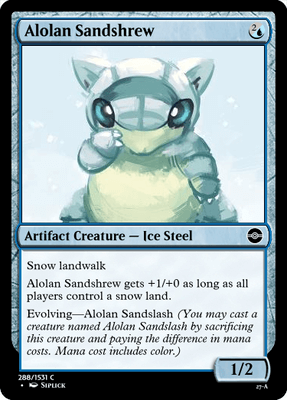 Alolan Sandshrew
2
Artifact Creature — Ice Steel
Snow landwalk
Alolan Sandshrew gets +1/+0 as long as all
players control a snow land.
Evolving—Alolan Sandslash (You may cast
a creature named Alolan Sandslash by sacrificing
this creature and paying the difference in mana
costs. Mana cost includes color.)
1/2
288/1531 C
• SIPLICK
27-A